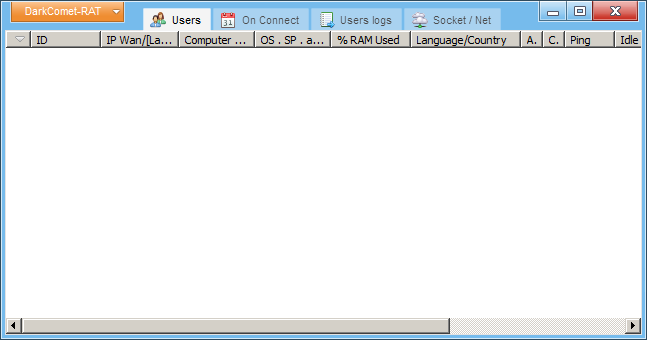 DarkComet-RAT Users On Connect Users logs Socket / Net
ID IP Wan/[La... Computer ... OS . SP . a... % RAM Used Language/Country A. C. Ping Idle